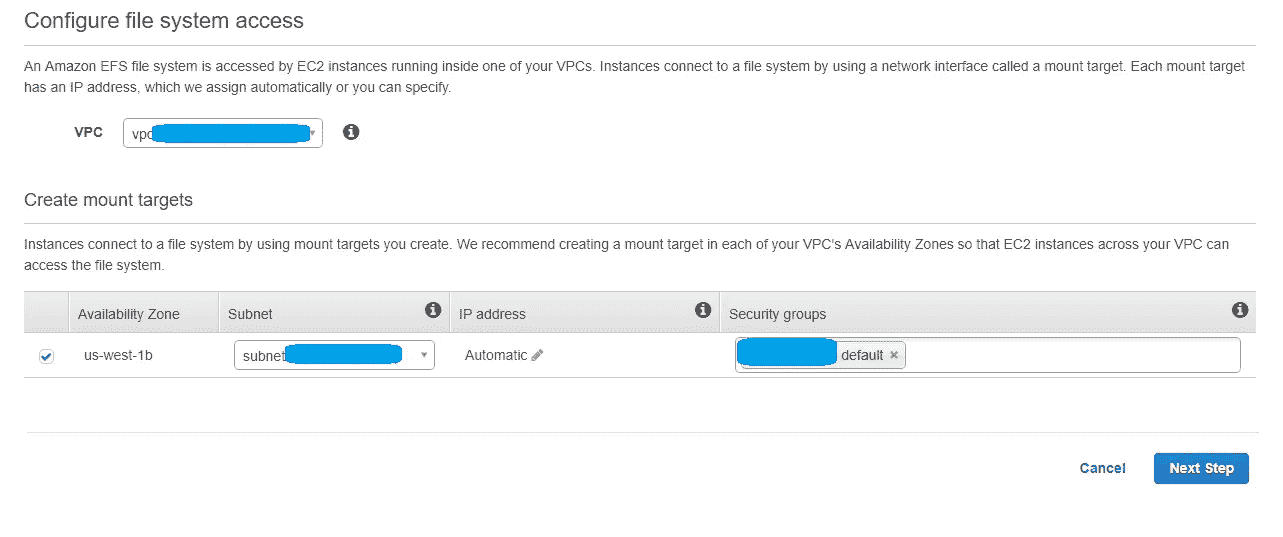 Configure file system access
An Amazon EFS file system is accessed by EC2 instances running inside one of your VPCs. Instances connect to a file system by using a network interface called a mount target. Each mount target
has an IP address, which we assign automatically or you can specify.
VPC vpc
Create mount targets
Instances connect to a file system by using mount targets you create. We recommend creating a mount target in each of your VPC's Availability Zones so that EC2 instances across your VPC can
access the file system.
Availability Zone Subnet IP address Security groups
us-west-1b subnet Automatic default
Cancel Next Step